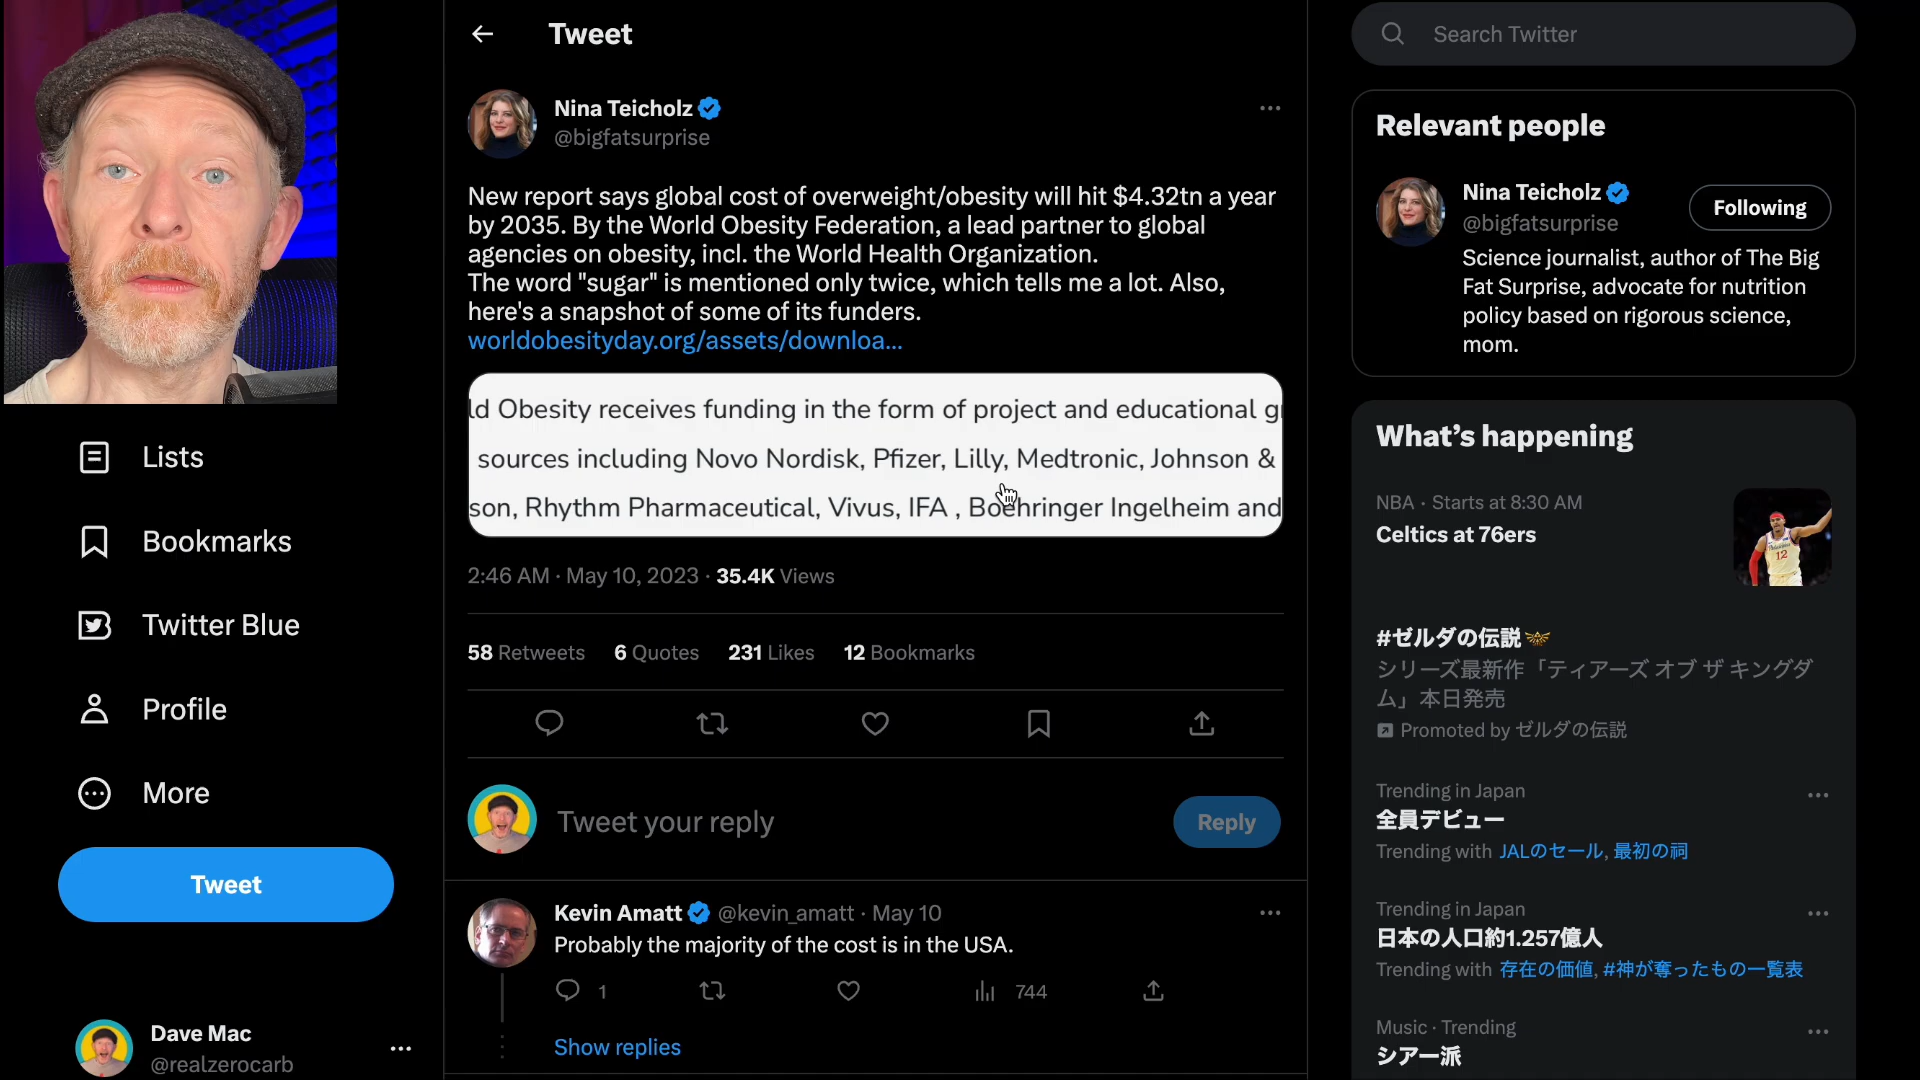 Lists
Bookmarks
Twitter Blue
Profile
More
Tweet
Dave Mac
@realzerocarb
Tweet
Nina Teicholz
@bigfatsurprise
New report says global cost of overweight/obesity will hit $4.32tn a year
by 2035. By the World Obesity Federation, a lead partner to global
agencies on obesity, incl. the World Health Organization.
The word "sugar" is mentioned only twice, which tells me a lot. Also,
here's a snapshot of some of its funders.
worldobesityday.org/assets/downloa...
ld Obesity receives funding in the form of project and educational g
sources including Novo Nordisk, Pfizer, Lilly, Medtronic, Johnson &
son, Rhythm Pharmaceutical, Vivus, IFA , Boehringer Ingelheim and
2:46 AM · May 10, 2023 · 35.4K Views
58 Retweets 6 Quotes 231 Likes 12 Bookmarks
Tweet your reply
Reply
Kevin Amatt @kevin_amatt · May 10
Probably the majority of the cost is in the USA.
1 744
Show replies
Search Twitter
Relevant people
Nina Teicholz
@bigfatsurprise
Following
Science journalist, author of The Big
Fat Surprise, advocate for nutrition
policy based on rigorous science,
mom.
What's happening
NBA · Starts at 8:30 AM
Celtics at 76ers
#ゼルダの伝説
シリーズ最新作「ティアーズ オブ ザ キングダ
ム」本日発売
Promoted by ゼルダの伝説
Trending in Japan
全員デビュー
Trending with JALのセール, 最初の祠
Trending in Japan
日本の人口約1.257億人
Trending with 存在の価値, #神が奪ったもの一覧表
Music · Trending
シアー派